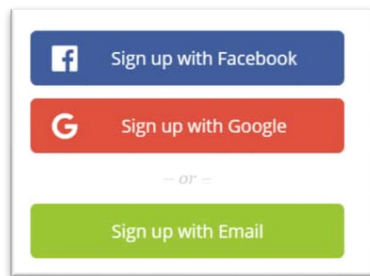 Sign up with Facebook
Sign up with Google
– or –
Sign up with Email